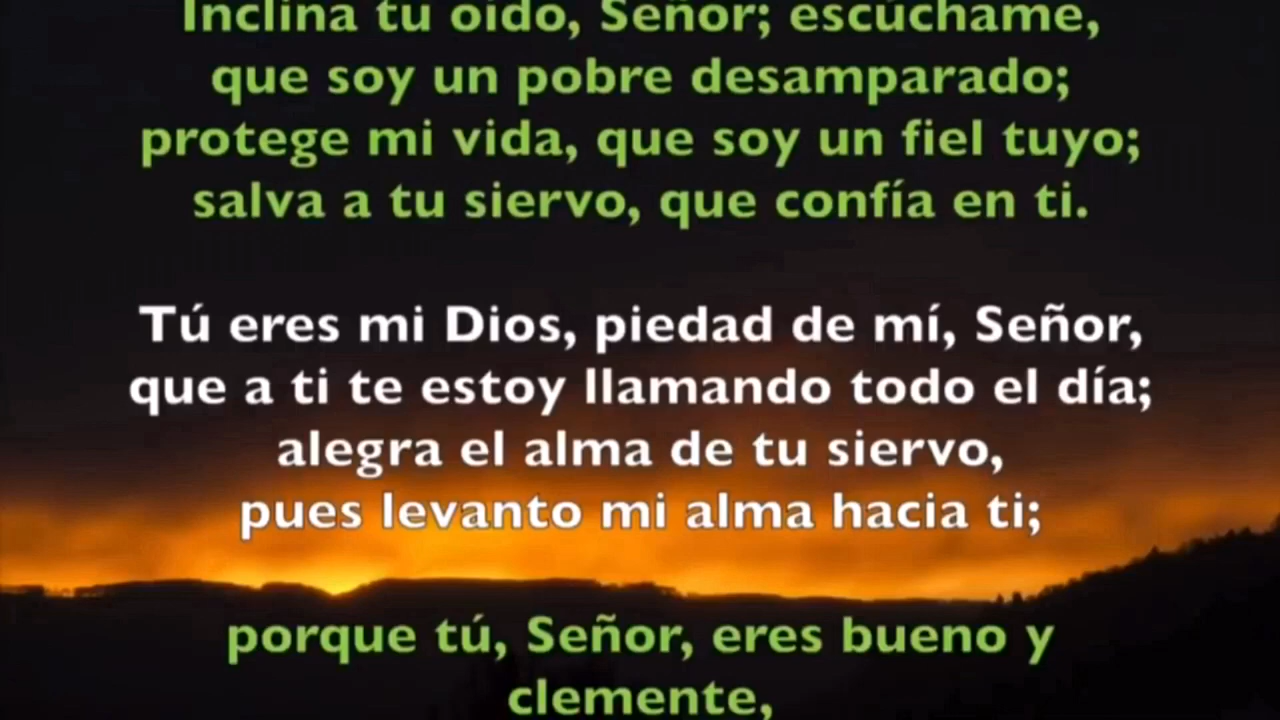 Inclina tu oído, Señor; escúchame,
que soy un pobre desamparado;
protege mi vida, que soy un fiel tuyo;
salva a tu siervo, que confía en ti.
Tú eres mi Dios, piedad de mí, Señor,
que a ti te estoy llamando todo el día;
alegra el alma de tu siervo,
pues levanto mi alma hacia ti;
porque tú, Señor, eres bueno y
clemente,